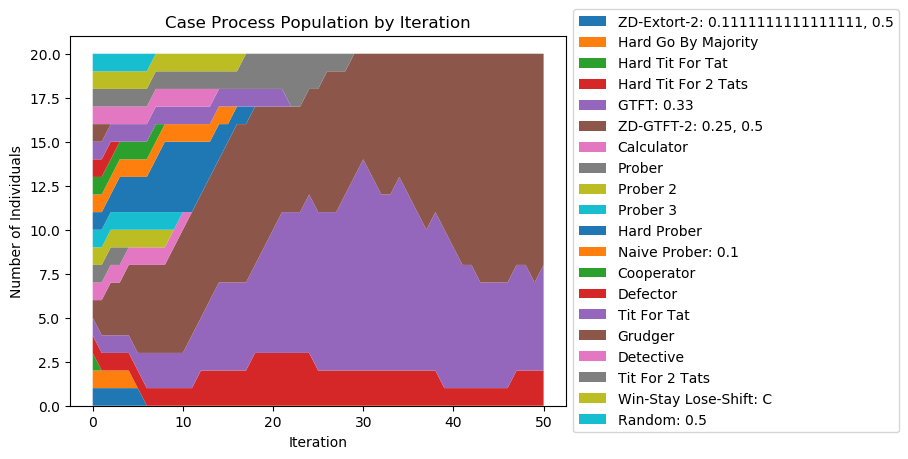 Case Process Population by Iteration
20.0
17.5
15.0
12.5
10.0
7.5
5.0
2.5
0.0
Number of Individuals
0 10 20 30 40 50
Iteration
ZD-Extort-2: 0.1111111111111111, 0.5
Hard Go By Majority
Hard Tit For Tat
Hard Tit For 2 Tats
GTFT: 0.33
ZD-GTFT-2: 0.25, 0.5
Calculator
Prober
Prober 2
Prober 3
Hard Prober
Naive Prober: 0.1
Cooperator
Defector
Tit For Tat
Grudger
Detective
Tit For 2 Tats
Win-Stay Lose-Shift: C
Random: 0.5